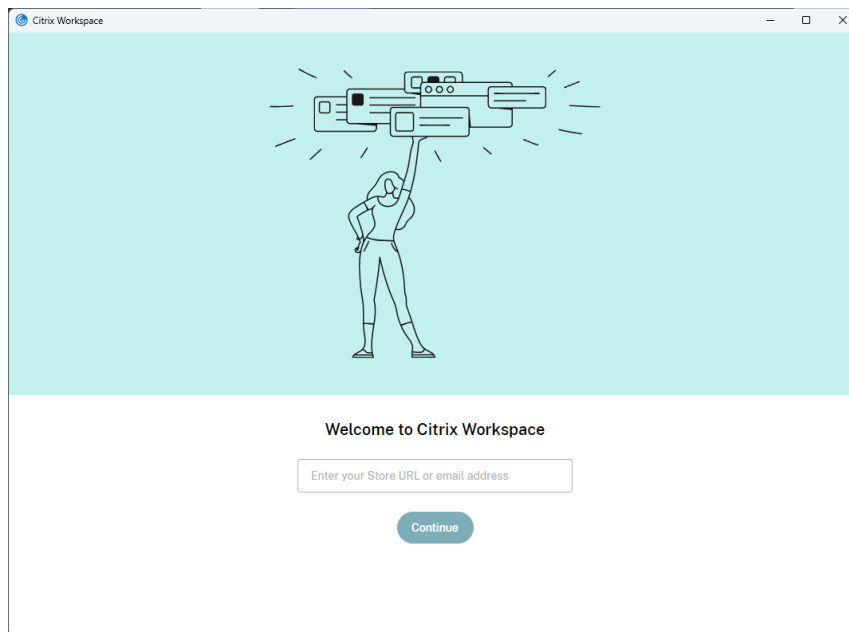 Citrix Workspace
Welcome to Citrix Workspace
Enter your Store URL or email address
Continue